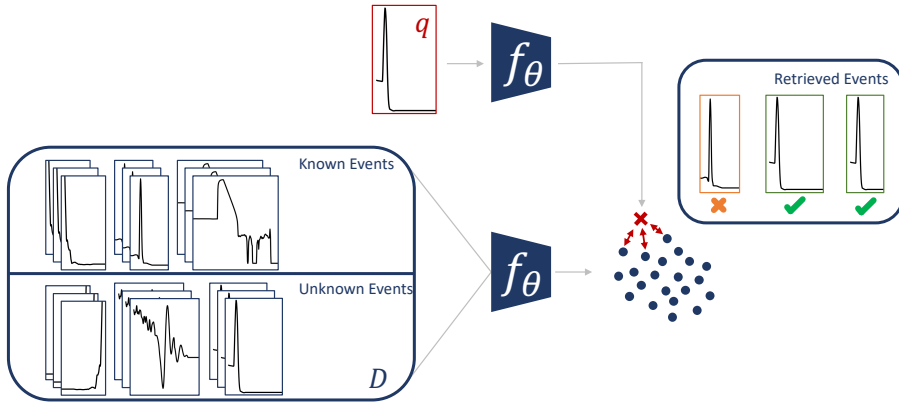 q
fθ
Retrieved Events
Known Events
fθ
Unknown Events
D